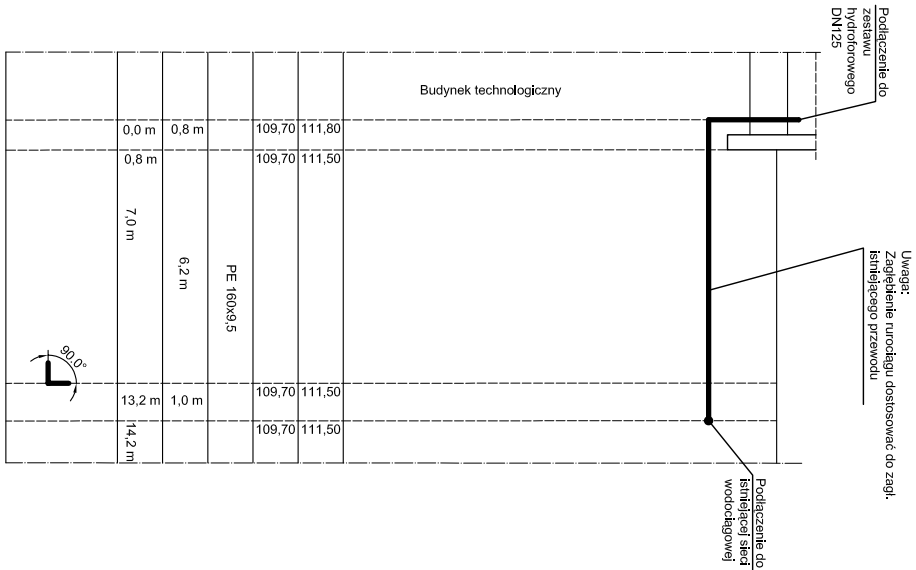 Podłączenie do
zestawu
hydroforowego
DN125
Budynek technologiczny
0,0 m 0,8 m 109,70 111,80
0,8 m 109,70 111,50
7,0 m
6,2 m
PE 160x9,5
Uwaga:
Zagłębienie rurociągu dostosować do zagł.
istniejącego przewodu
90.0°
13,2 m 1,0 m 109,70 111,50
14,2 m 109,70 111,50
Podłączenie do
istniejącej sieci
wodociągowej